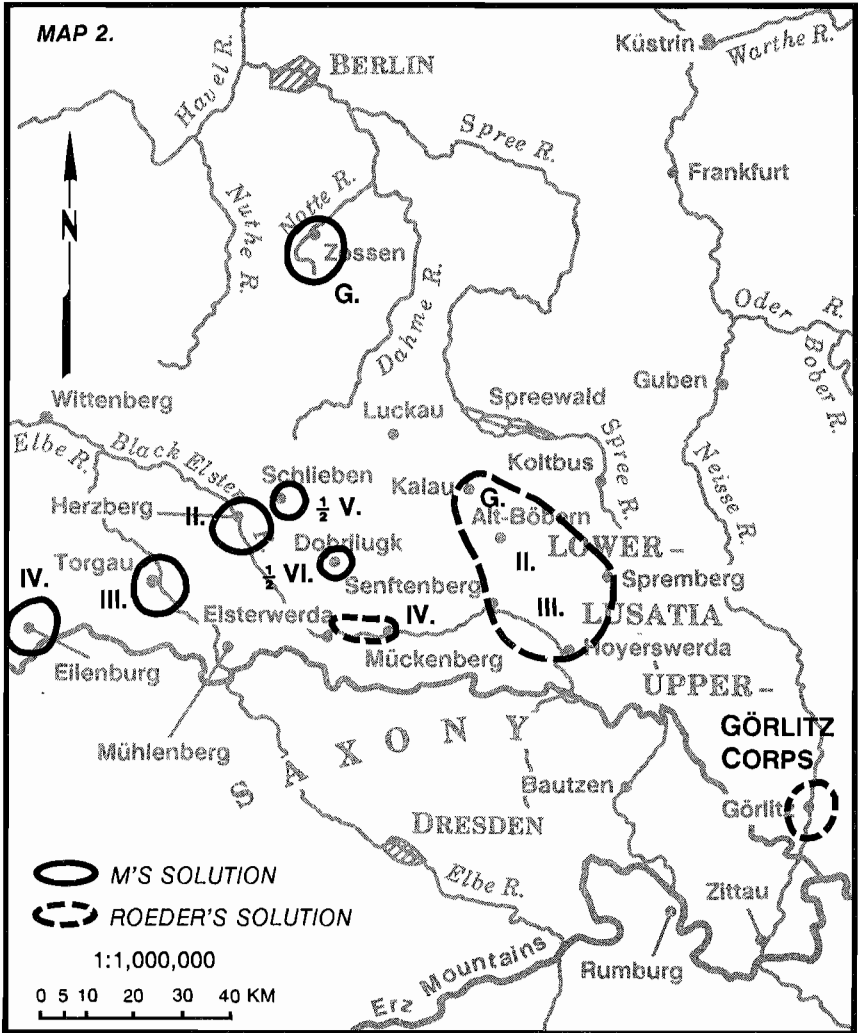 MAP 2.
Küstrin
Warthe R.
BERLIN
Havel R.
Spree R.
Frankfurt
N
Nuthe R.
Notte R.
Zossen
G.
Dahme R.
Oder R.
Bober R.
Guben
Wittenberg
Luckau
Spreewald
Elbe R.
Black Elster R.
Koltbus
Spree R.
Neisse R.
Schlieben
Kalau
G.
Herzberg
II.
½ V.
Alt-Böbern
Dobrilugk
LOWER –
Torgau
½ VI.
II.
IV.
Senftenberg
Spremberg
III.
Elsterwerda
IV.
III.
LUSATIA
Eilenburg
Mückenberg
Hoyerswerda
UPPER –
GÖRLITZ
CORPS
Mühlenberg
SAXONY
Bautzen
Görlitz
DRESDEN
M'S SOLUTION
Elbe R.
ROEDER'S SOLUTION
Zittau
1:1,000,000
Rumburg
0 5 10 20 30 40 KM
Erz Mountains